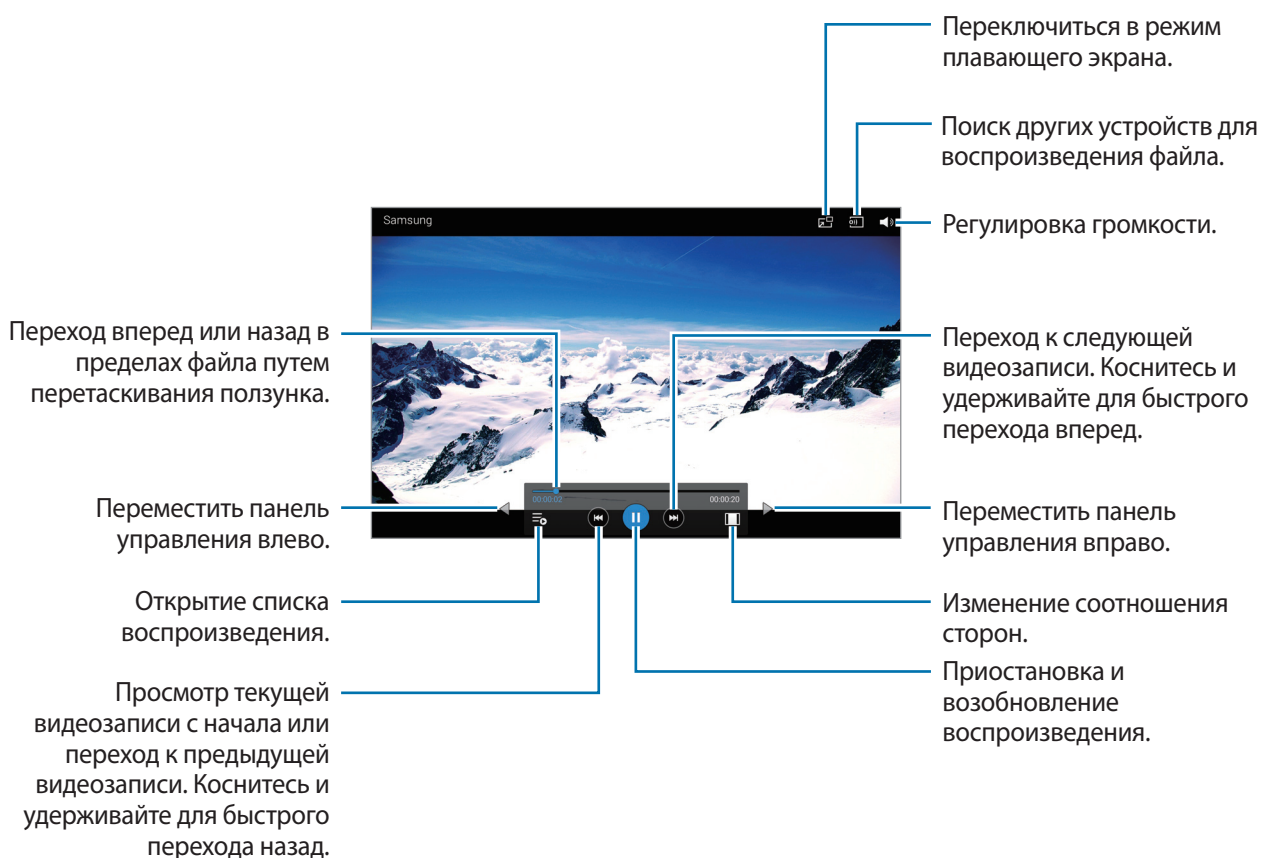 Переключиться в режим
плавающего экрана.
Поиск других устройств для
воспроизведения файла.
Samsung
Регулировка громкости.
Переход вперед или назад в
пределах файла путем
перетаскивания ползунка.
Переход к следующей
видеозаписи. Коснитесь и
удерживайте для быстрого
перехода вперед.
00:00:02
00:00:20
Переместить панель
управления влево.
Переместить панель
управления вправо.
Открытие списка
воспроизведения.
Изменение соотношения
сторон.
Просмотр текущей
видеозаписи с начала или
переход к предыдущей
видеозаписи. Коснитесь и
удерживайте для быстрого
перехода назад.
Приостановка и
возобновление
воспроизведения.